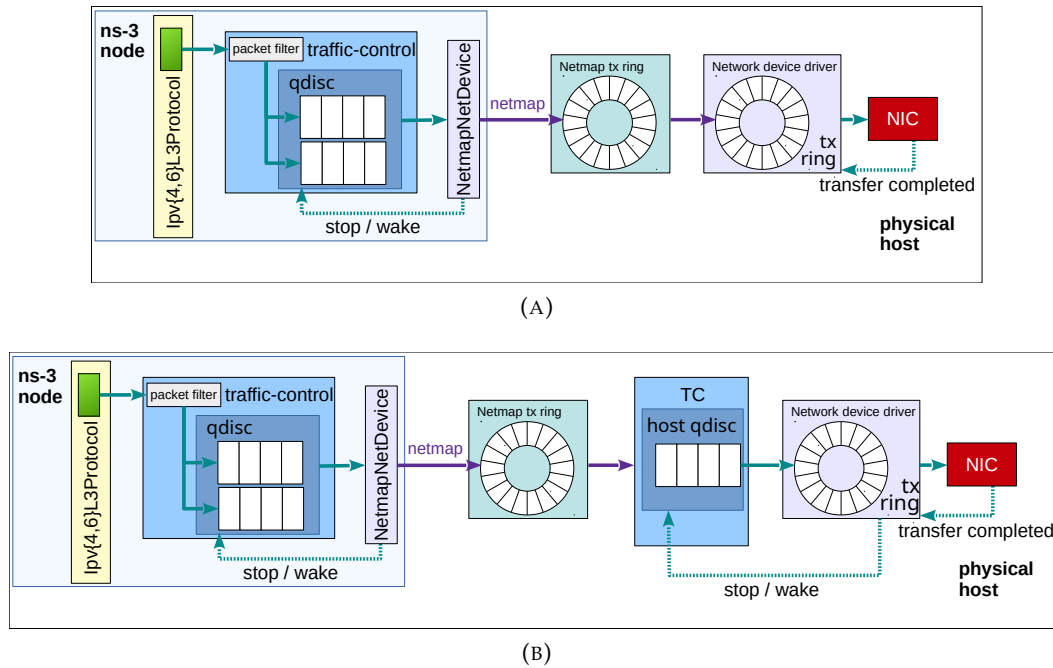 ns-3
node
Ipv{4,6}L3Protocol
packet filter
traffic-control
qdisc
NetmapNetDevice
stop / wake
netmap
Netmap tx ring
Network device driver
tx
ring
NIC
transfer completed
physical
host
(A)
ns-3
node
Ipv{4,6}L3Protocol
packet filter
traffic-control
qdisc
NetmapNetDevice
stop / wake
netmap
Netmap tx ring
TC
host qdisc
Network device driver
tx
ring
NIC
transfer completed
stop / wake
physical
host
(B)